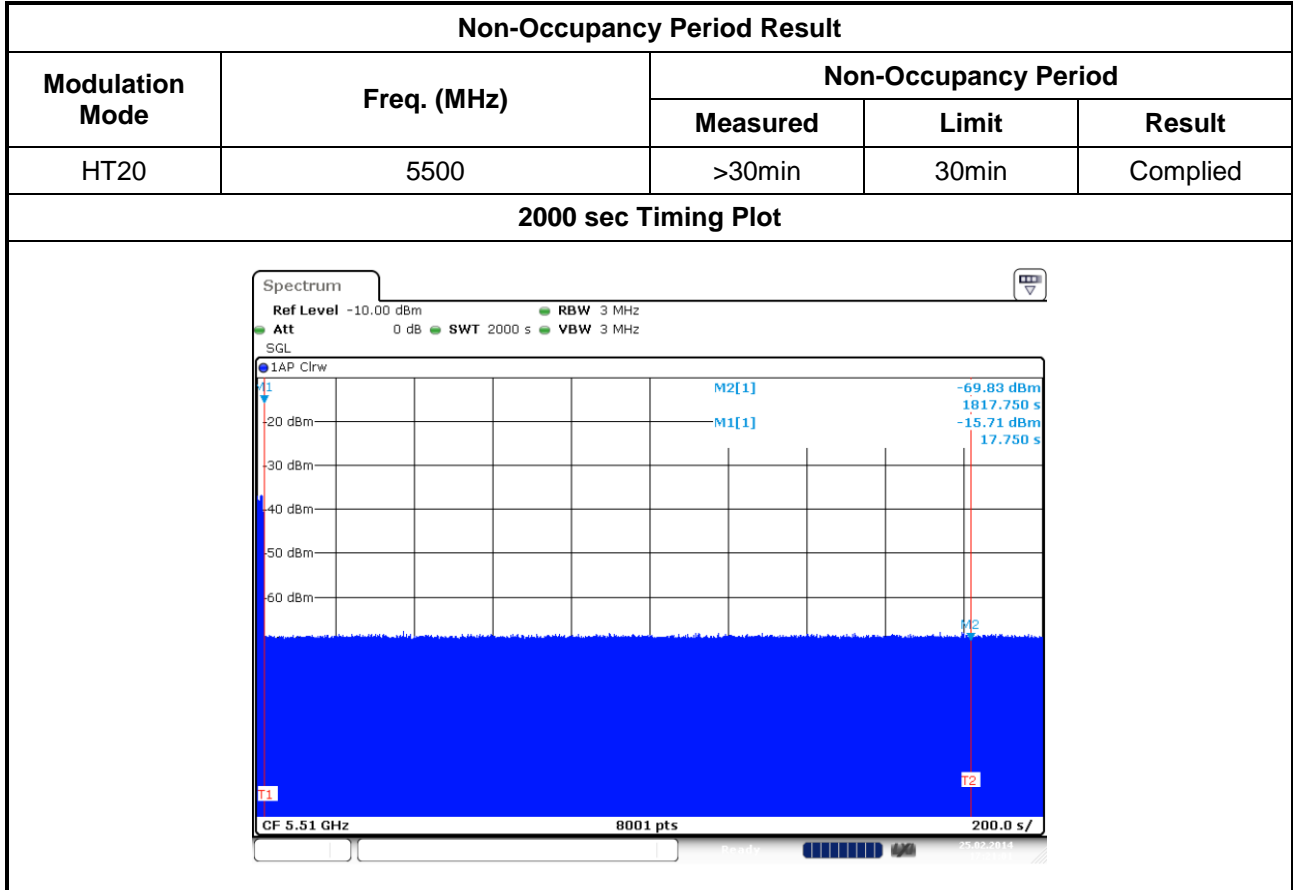 Non-Occupancy Period Result
Modulation Mode
Freq. (MHz)
Non-Occupancy Period
Measured
Limit
Result
HT20
5500
>30min
30min
Complied
2000 sec Timing Plot
Spectrum
Ref Level -10.00 dBm
RBW 3 MHz
Att 0 dB SWT 2000 s VBW 3 MHz
SGL
1AP Clrw
M1
M2[1] -69.83 dBm
1817.750 s
-20 dBm
M1[1] -15.71 dBm
17.750 s
-30 dBm
-40 dBm
-50 dBm
-60 dBm
M2
T2
T1
CF 5.51 GHz 8001 pts 200.0 s/
Ready
25.02.2014